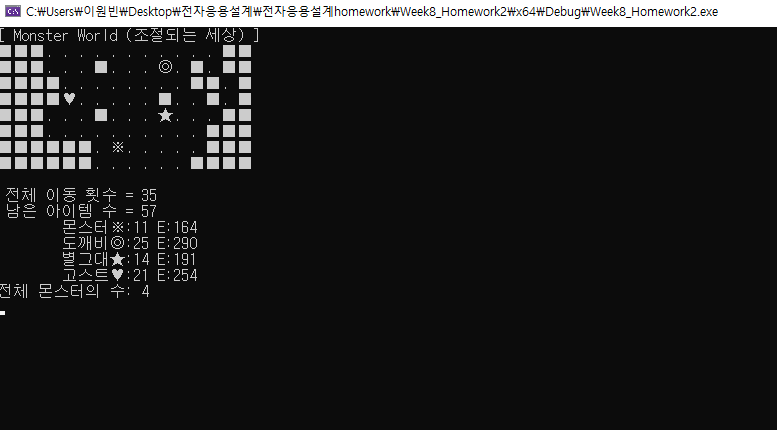 C:\Users\이원빈\Desktop\전자응용설계\전자응용설계homework\Week8_Homework2\x64\Debug\Week8_Homework2.exe
[ Monster World (조절되는 세상) ]
■■■. . . . . . . . . . . ■■
■■■. . . ■. . . ◎. ■. ■■
■■■■. . . . . . . . ■■. ■
■■■■♥. . . . . ■. . ■. ■
■■■. . . ■. . . ★. . . ■■
■■■. . . . . . . . . . ■■■
■■■■■■. ※. . . . . ■■■
■■■■■■. . . . . . ■■■■
전체 이동 횟수 = 35
남은 아이템 수 = 57
몬스터※:11 E:164
도깨비◎:25 E:290
별그대★:14 E:191
고스트♥:21 E:254
전체 몬스터의 수: 4